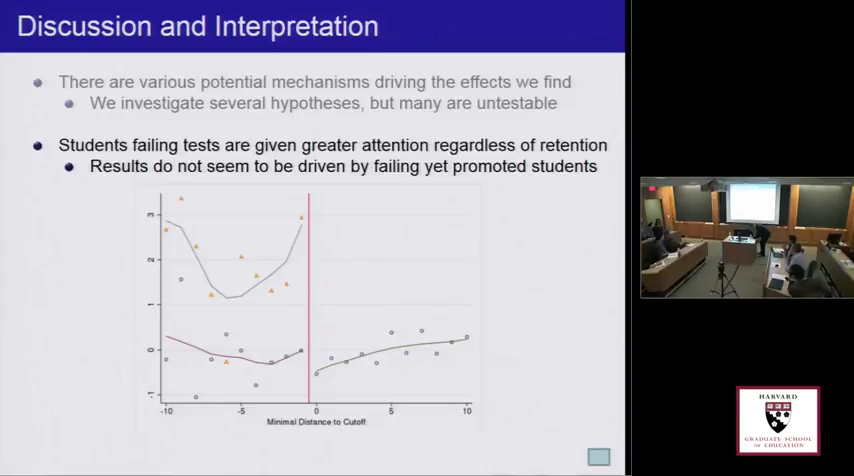 Discussion and Interpretation
There are various potential mechanisms driving the effects we find
We investigate several hypotheses, but many are untestable
Students failing tests are given greater attention regardless of retention
Results do not seem to be driven by failing yet promoted students
3
2
1
0
-1
-10
-5
0
5
10
Minimal Distance to Cutoff
HARVARD
GRADUATE SCHOOL
OF EDUCATION